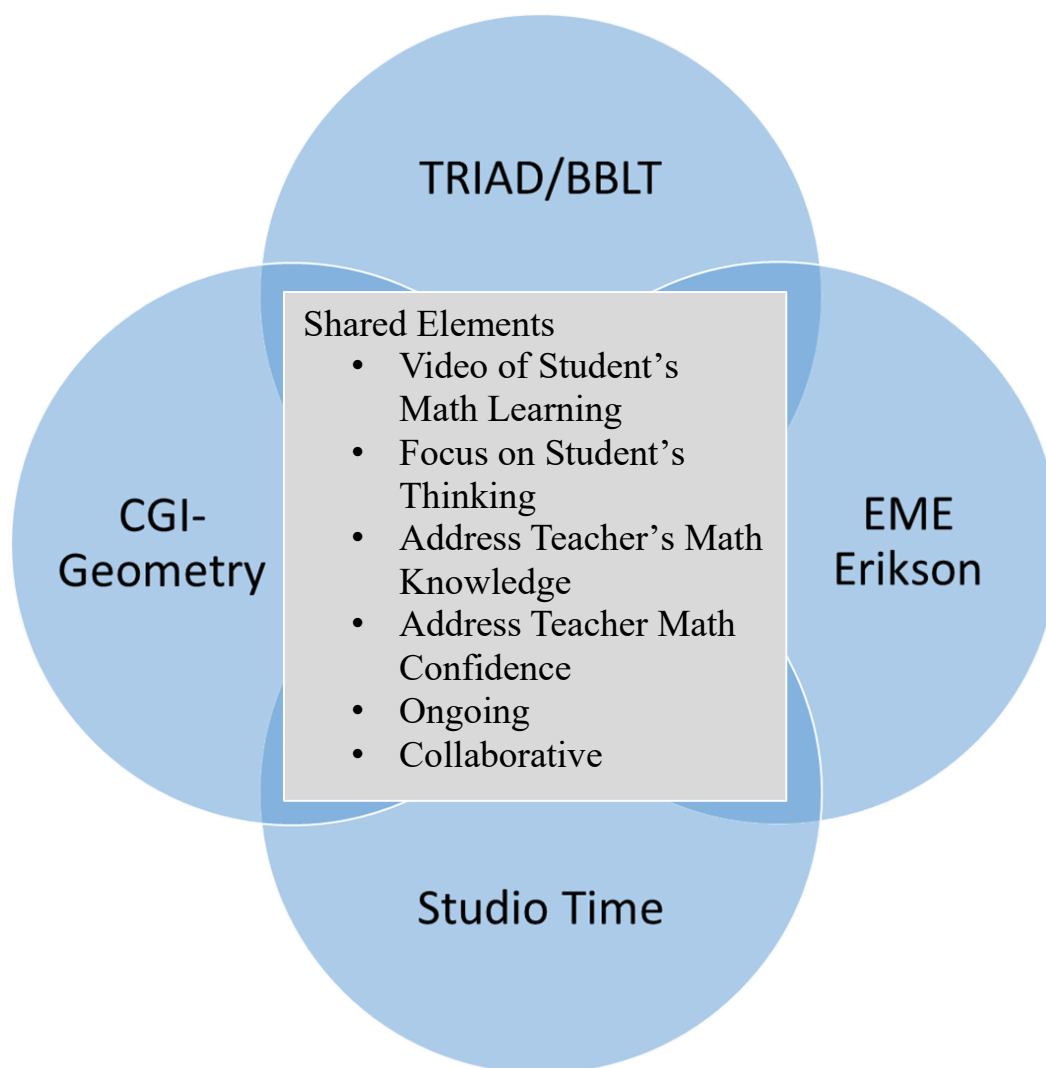 TRIAD/BBLT
CGI-
Geometry
Shared Elements
• Video of Student’s
Math Learning
• Focus on Student’s
Thinking
• Address Teacher’s Math
Knowledge
• Address Teacher Math
Confidence
• Ongoing
• Collaborative
EME
Erikson
Studio Time